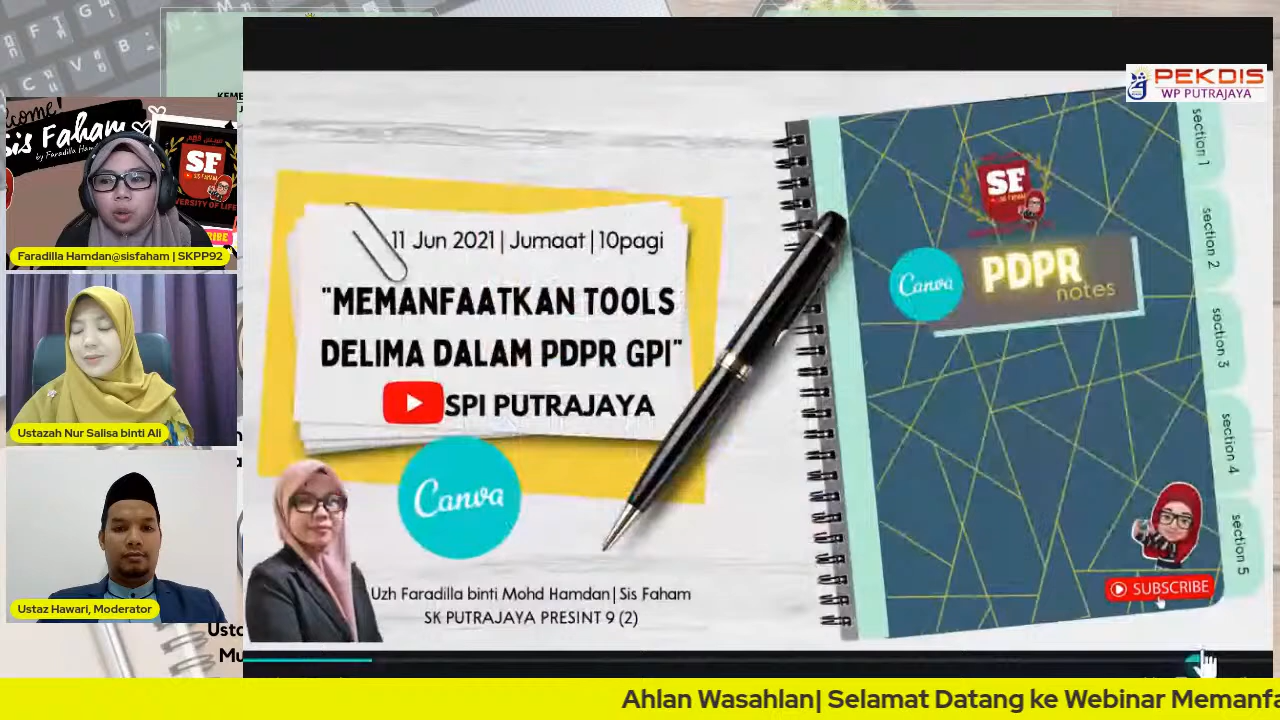 PEKDIS
WP PUTRAJAYA
Sis Faham
SF
Faradilla Hamdan@sisfaham | SKPP92
Ustazah Nur Salisa binti Ali
Ustaz Hawari, Moderator
11 Jun 2021 | Jumaat | 10pagi
"MEMANFAATKAN TOOLS
DELIMA DALAM PDPR GPI"
SPI PUTRAJAYA
Canva
Uzh Faradilla binti Mohd Hamdan| Sis Faham
SK PUTRAJAYA PRESINT 9 (2)
SF
Canva
PDPR
notes
section 1
section 2
section 3
section 4
section 5
SUBSCRIBE
Ahlan Wasahlan| Selamat Datang ke Webinar Memanfa